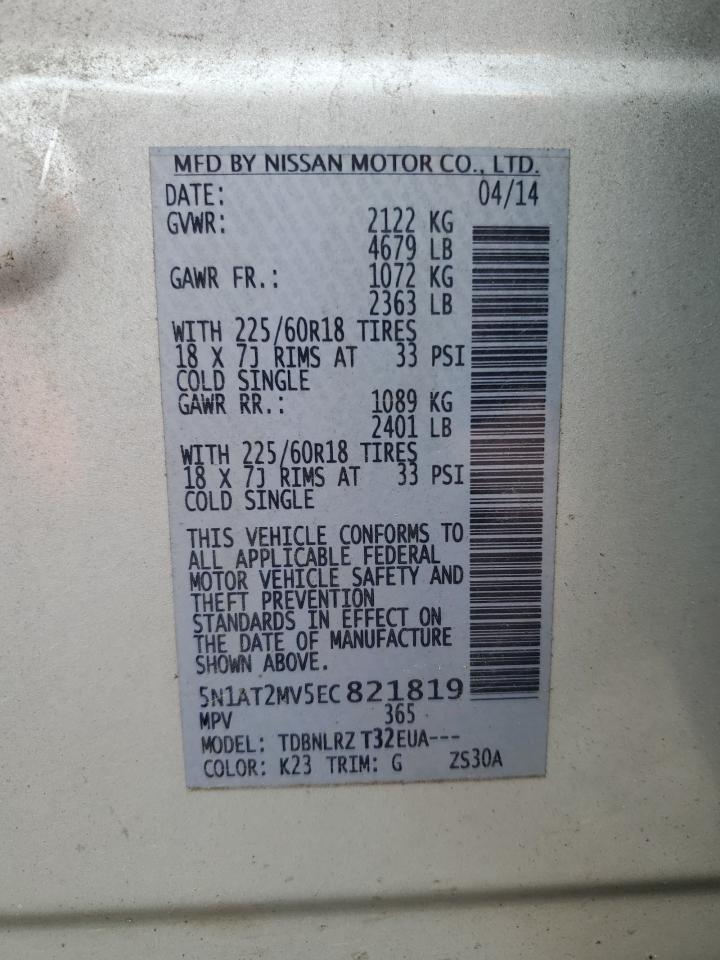 MFD BY NISSAN MOTOR CO., LTD.
DATE: 04/14
GVWR: 2122 KG
4679 LB
GAWR FR.: 1072 KG
2363 LB
WITH 225/60R18 TIRES
18 X 7J RIMS AT 33 PSI
COLD SINGLE
GAWR RR.: 1089 KG
2401 LB
WITH 225/60R18 TIRES
18 X 7J RIMS AT 33 PSI
COLD SINGLE
THIS VEHICLE CONFORMS TO
ALL APPLICABLE FEDERAL
MOTOR VEHICLE SAFETY AND
THEFT PREVENTION
STANDARDS IN EFFECT ON
THE DATE OF MANUFACTURE
SHOWN ABOVE.
5N1AT2MV5EC821819
MPV 365
MODEL: TDBNLRZ T32EUA---
COLOR: K23 TRIM: G ZS30A